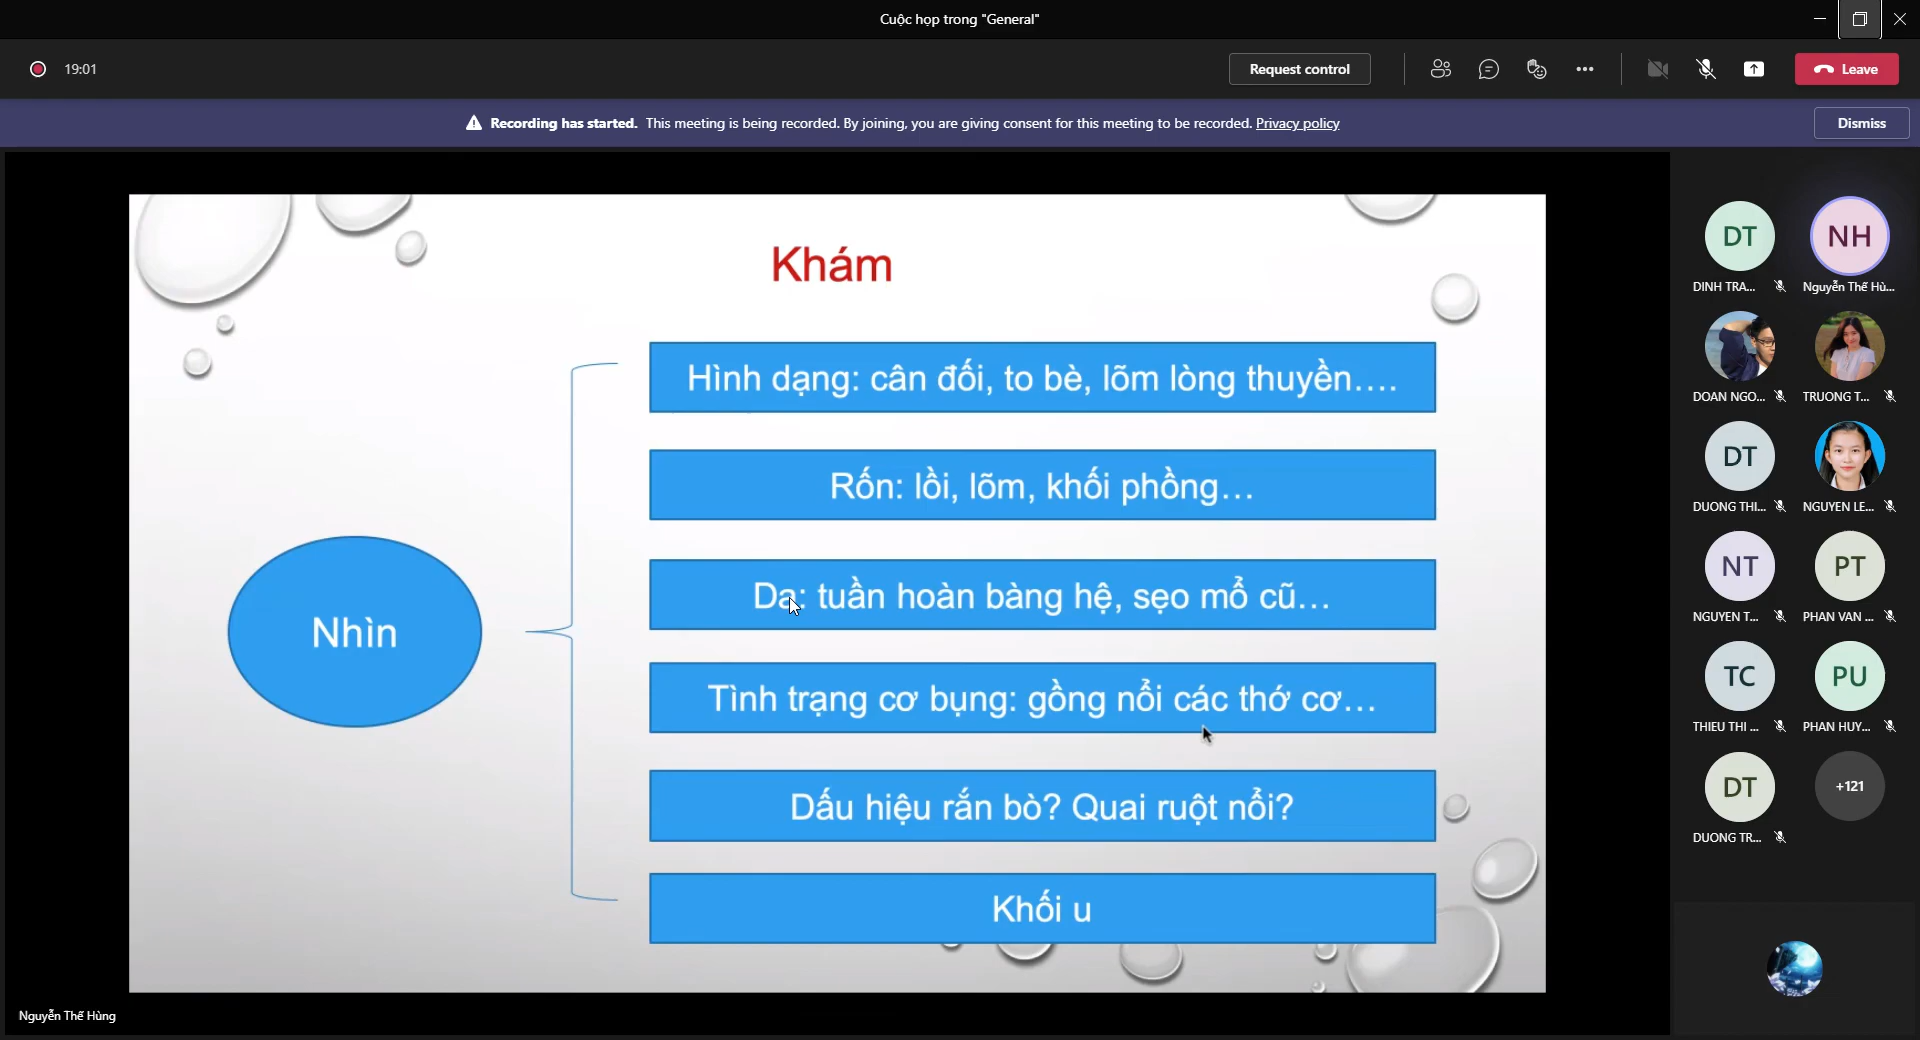 Cuộc họp trong "General"
19:01
Request control
Leave
Recording has started. This meeting is being recorded. By joining, you are giving consent for this meeting to be recorded. Privacy policy
Dismiss
Khám
Nhìn
Hình dạng: cân đối, to bè, lõm lòng thuyền....
Rốn: lồi, lõm, khối phồng...
Da: tuần hoàn bàng hệ, sẹo mổ cũ...
Tình trạng cơ bụng: gồng nổi các thớ cơ...
Dấu hiệu rắn bò? Quai ruột nổi?
Khối u
Nguyễn Thế Hùng
DT
DINH TRA...
NH
Nguyễn Thế Hù...
DOAN NGO...
TRUONG T...
DT
DUONG THI...
NGUYEN LE...
NT
NGUYEN T...
PT
PHAN VAN ...
TC
THIEU THI ...
PU
PHAN HUY...
DT
DUONG TR...
+121